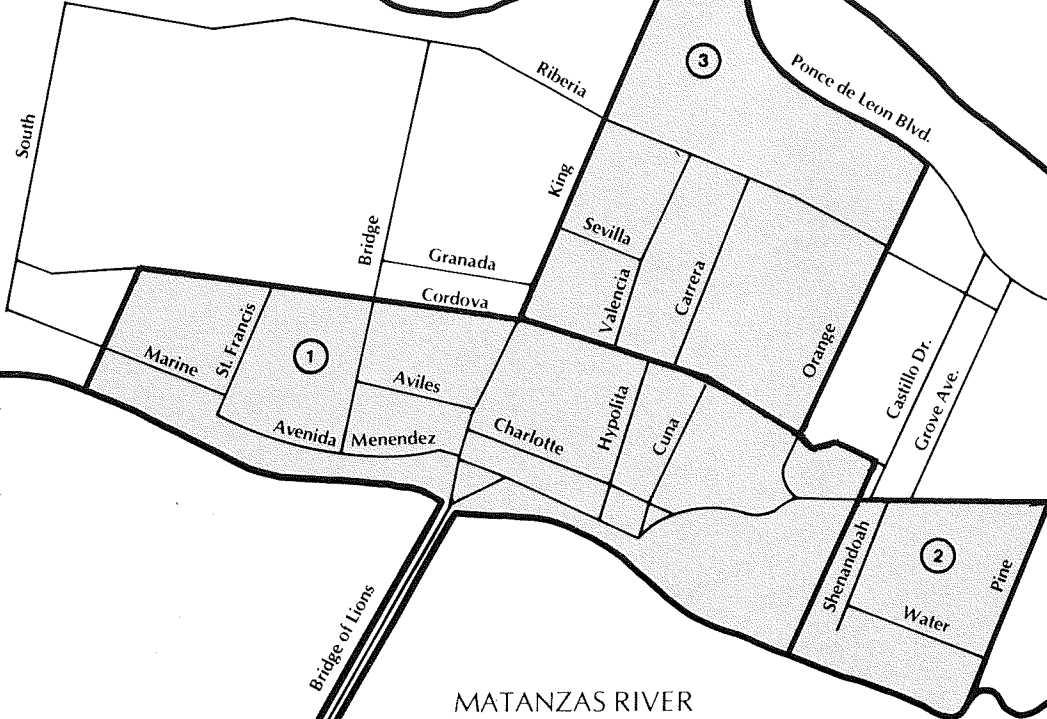 3
Ponce de Leon Blvd.
Riberia
South
King
Sevilla
Bridge
Granada
Cordova
Valencia
Carrera
Orange
Castillo Dr.
Grove Ave.
St. Francis
1
Marine
Aviles
Hypolita
Cuna
Charlotte
Avenida Menendez
Shenandoah
2
Pine
Water
Bridge of Lions
MATANZAS RIVER